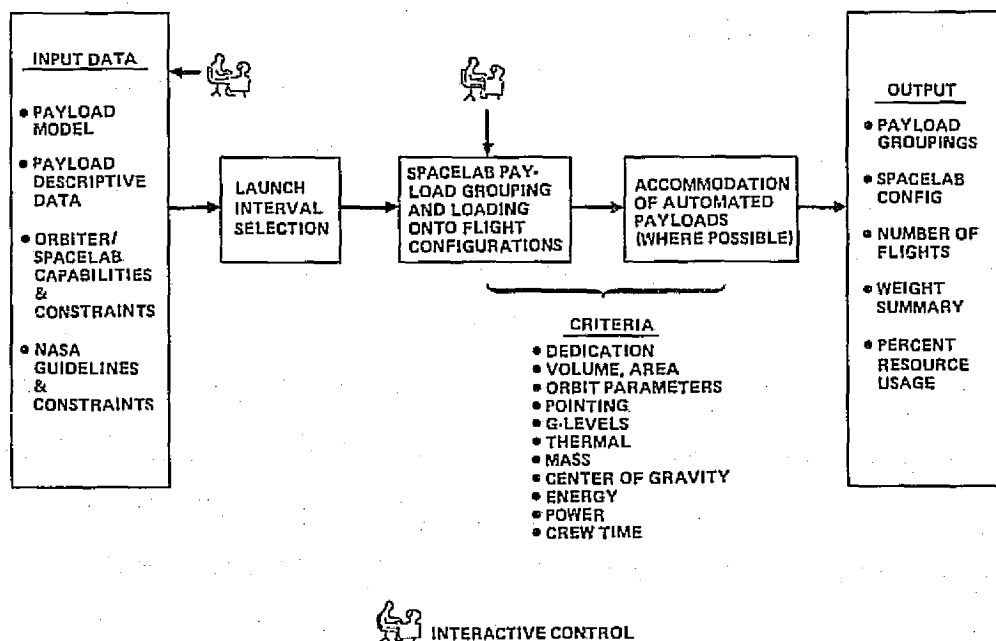 INPUT DATA
• PAYLOAD
MODEL
• PAYLOAD
DESCRIPTIVE
DATA
• ORBITER/
SPACELAB
CAPABILITIES
&
CONSTRAINTS
• NASA
GUIDELINES
&
CONSTRAINTS
LAUNCH
INTERVAL
SELECTION
SPACELAB PAY-
LOAD GROUPING
AND LOADING
ONTO FLIGHT
CONFIGURATIONS
ACCOMMODATION
OF AUTOMATED
PAYLOADS
(WHERE POSSIBLE)
CRITERIA
• DEDICATION
• VOLUME, AREA
• ORBIT PARAMETERS
• POINTING
• G-LEVELS
• THERMAL
• MASS
• CENTER OF GRAVITY
• ENERGY
• POWER
• CREW TIME
OUTPUT
• PAYLOAD
GROUPINGS
• SPACELAB
CONFIG
• NUMBER OF
FLIGHTS
• WEIGHT
SUMMARY
• PERCENT
RESOURCE
USAGE
INTERACTIVE CONTROL